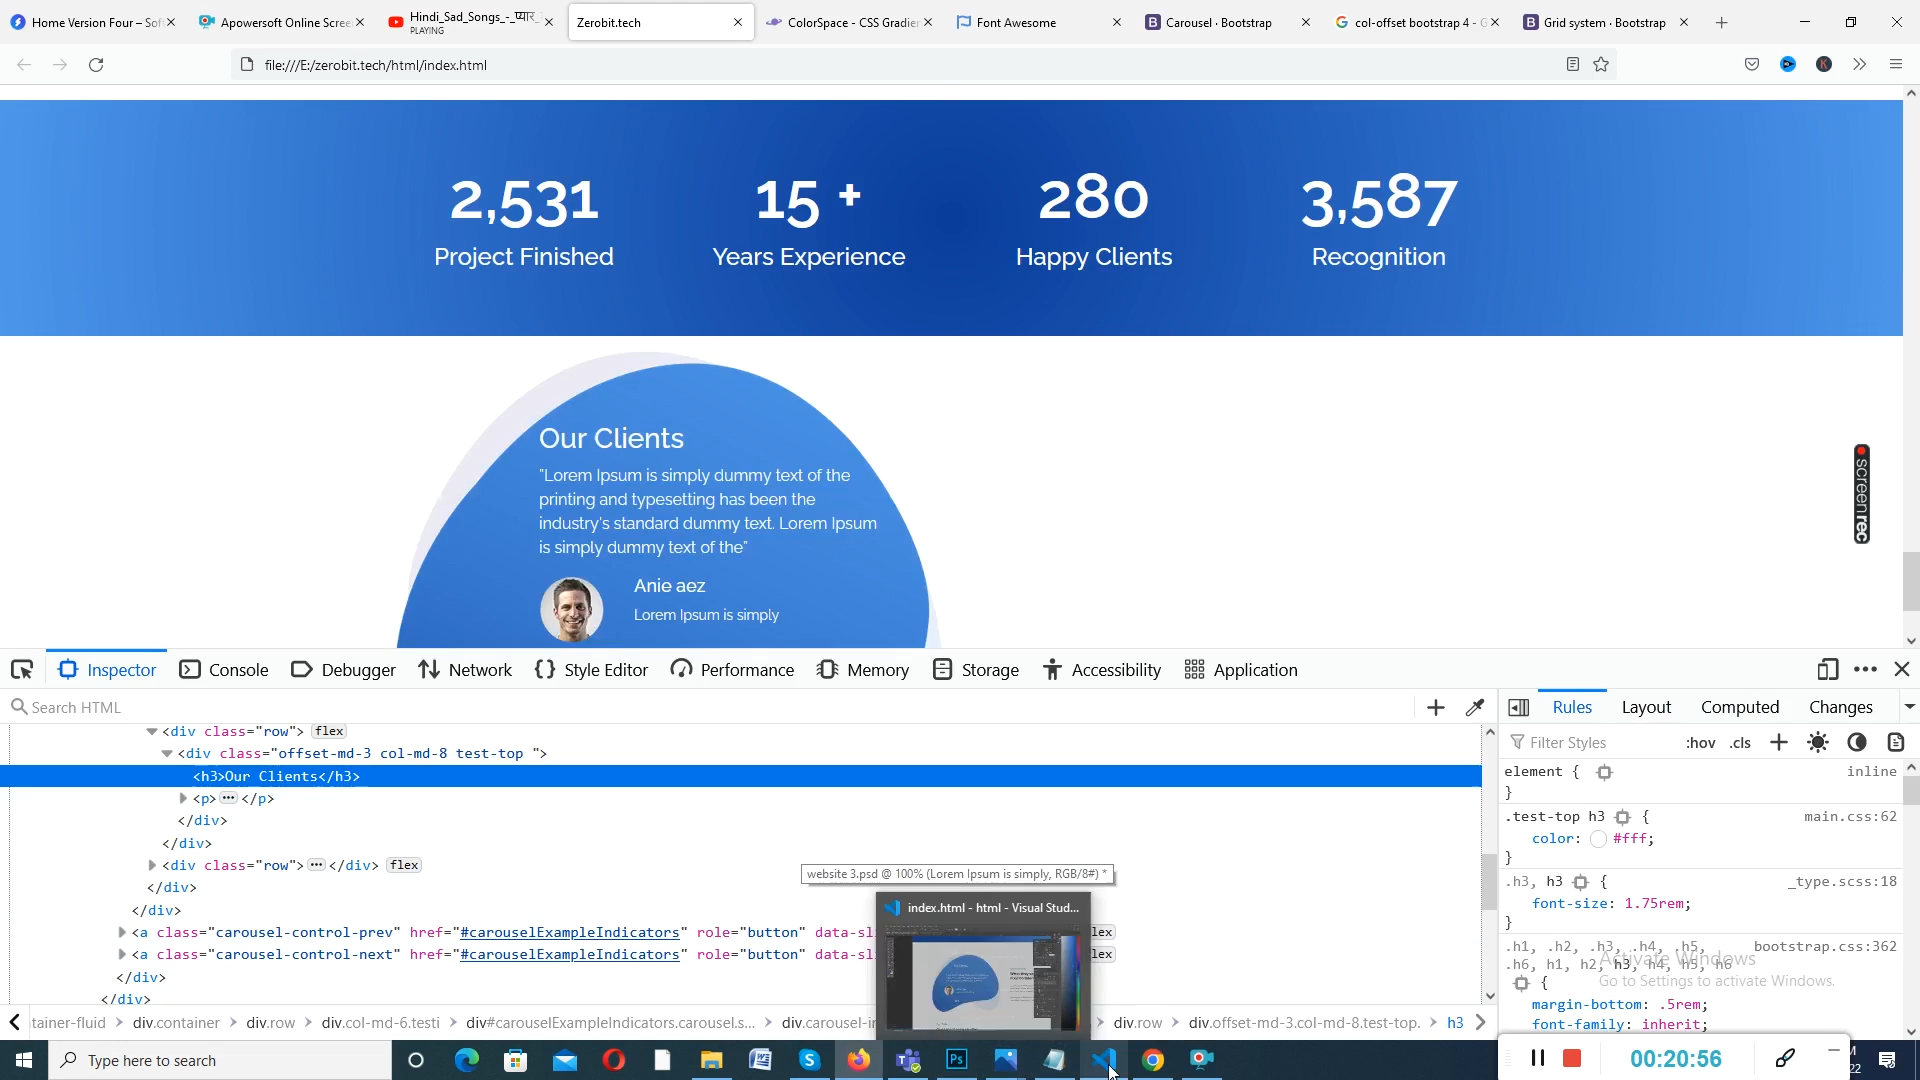 Home Version Four – Sof
Apowersoft Online Scree
Hindi_Sad_Songs_-_प्यार_
PLAYING
Zerobit.tech
ColorSpace - CSS Gradien
Font Awesome
Carousel · Bootstrap
col-offset bootstrap 4 - G
Grid system · Bootstrap
file:///E:/zerobit.tech/html/index.html
K
2,531
15 +
280
3,587
Project Finished
Years Experience
Happy Clients
Recognition
Our Clients
"Lorem Ipsum is simply dummy text of the
printing and typesetting has been the
industry's standard dummy text. Lorem Ipsum
is simply dummy text of the"
Anie aez
Lorem Ipsum is simply
screenrec
Inspector
Console
Debugger
Network
Style Editor
Performance
Memory
Storage
Accessibility
Application
Search HTML
Rules
Layout
Computed
Changes
Filter Styles
:hov
.cls
<div class="row"> flex
<div class="offset-md-3 col-md-8 test-top ">
<h3>Our Clients</h3>
<p> ••• </p>
</div>
</div>
<div class="row"> ••• </div> flex
</div>
</div>
<a class="carousel-control-prev" href="#carouselExampleIndicators" role="button" data-sli
lex
<a class="carousel-control-next" href="#carouselExampleIndicators" role="button" data-sli
lex
</div>
</div>
element {
inline
}
.test-top h3 {
main.css:62
color: #fff;
}
.h3, h3 {
_type.scss:18
font-size: 1.75rem;
}
.h1, .h2, .h3, .h4, .h5,
bootstrap.css:362
.h6, h1, h2, h3, h4, h5, h6
{
margin-bottom: .5rem;
font-family: inherit;
Activate Windows
Go to Settings to activate Windows.
website 3.psd @ 100% (Lorem Ipsum is simply, RGB/8#) *
index.html - html - Visual Stud...
tainer-fluid
div.container
div.row
div.col-md-6.testi
div#carouselExampleIndicators.carousel.s...
div.carousel-in
div.row
div.offset-md-3.col-md-8.test-top.
h3
Type here to search
00:20:56
M
22